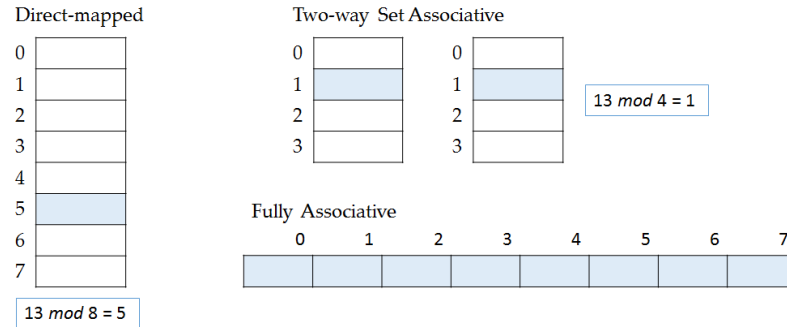 Direct-mapped
0
1
2
3
4
5
6
7
13 mod 8 = 5
Two-way Set Associative
0
1
2
3
0
1
2
3
13 mod 4 = 1
Fully Associative
0 1 2 3 4 5 6 7